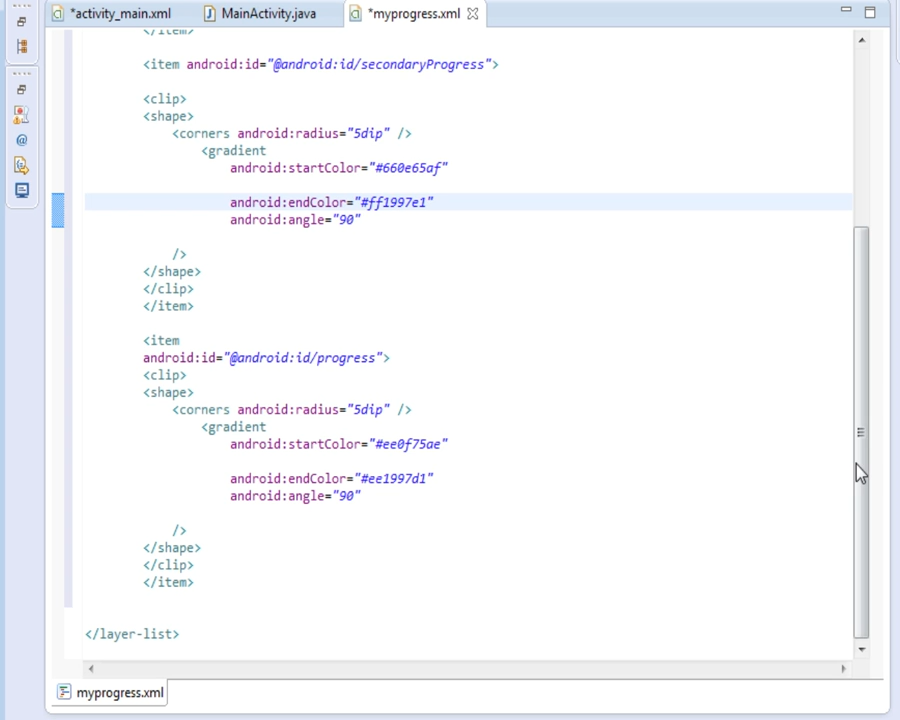 *activity_main.xml MainActivity.java *myprogress.xml
</item>
<item android:id="@android:id/secondaryProgress">
<clip>
<shape>
<corners android:radius="5dip" />
<gradient
android:startColor="#660e65af"
android:endColor="#ff1997e1"
android:angle="90"
/>
</shape>
</clip>
</item>
<item
android:id="@android:id/progress">
<clip>
<shape>
<corners android:radius="5dip" />
<gradient
android:startColor="#ee0f75ae"
android:endColor="#ee1997d1"
android:angle="90"
/>
</shape>
</clip>
</item>
</layer-list>
myprogress.xml